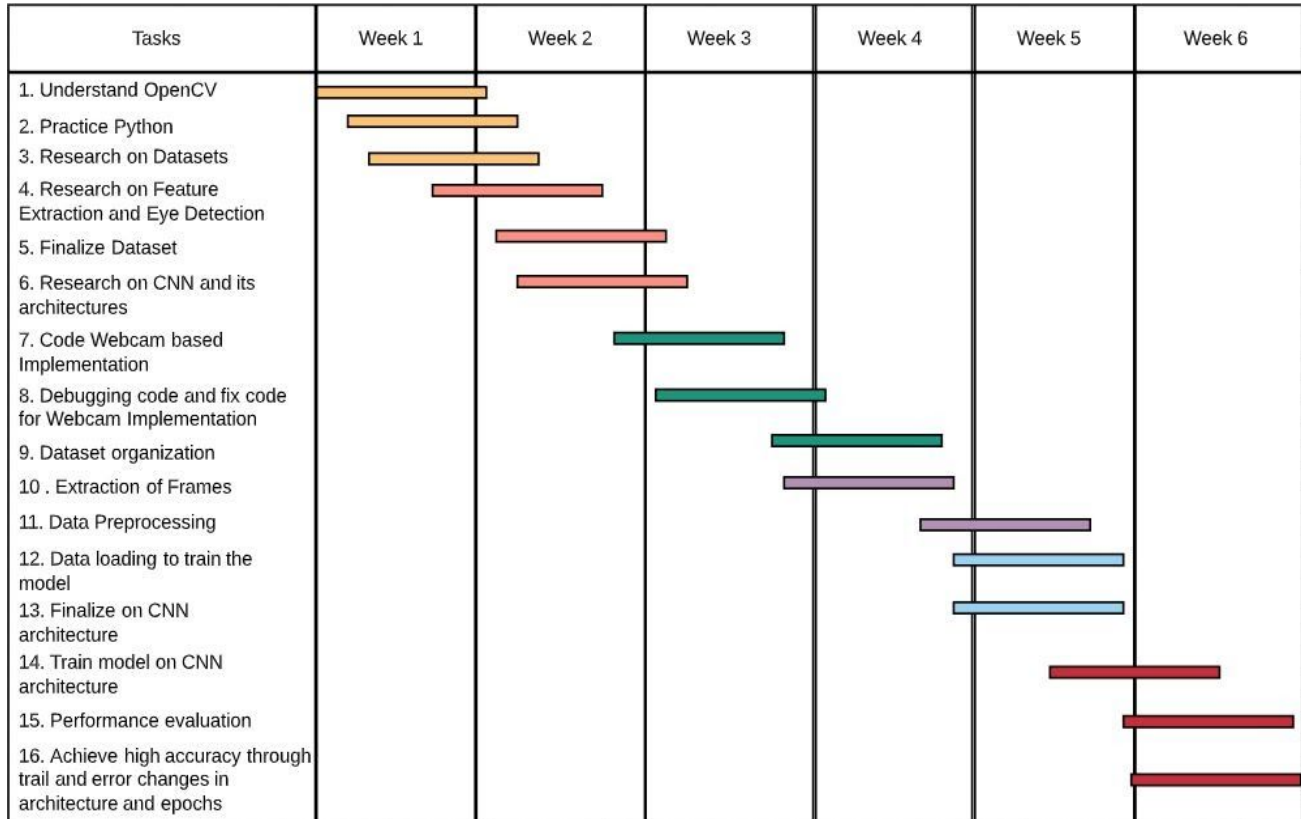 Tasks
Week 1
Week 2
Week 3
Week 4
Week 5
Week 6
1. Understand OpenCV
2. Practice Python
3. Research on Datasets
4. Research on Feature
Extraction and Eye Detection
5. Finalize Dataset
6. Research on CNN and its
architectures
7. Code Webcam based
Implementation
8. Debugging code and fix code
for Webcam Implementation
9. Dataset organization
10 . Extraction of Frames
11. Data Preprocessing
12. Data loading to train the
model
13. Finalize on CNN
architecture
14. Train model on CNN
architecture
15. Performance evaluation
16. Achieve high accuracy through
trail and error changes in
architecture and epochs